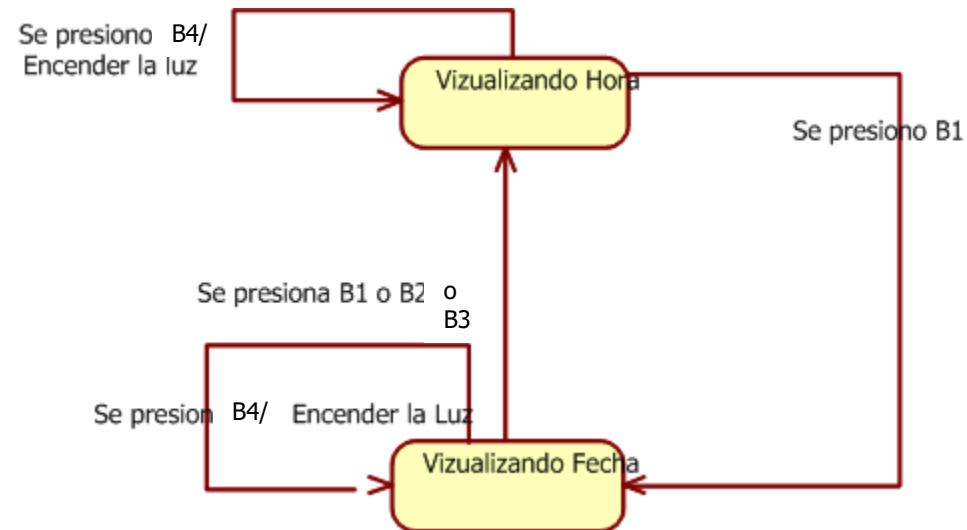 Se presiono B4/
Encender la luz
Vizualizando Hora
Se presiono B1
Se presiona B1 o B2 o
B3
Se presion B4/ Encender la Luz
Vizualizando Fecha